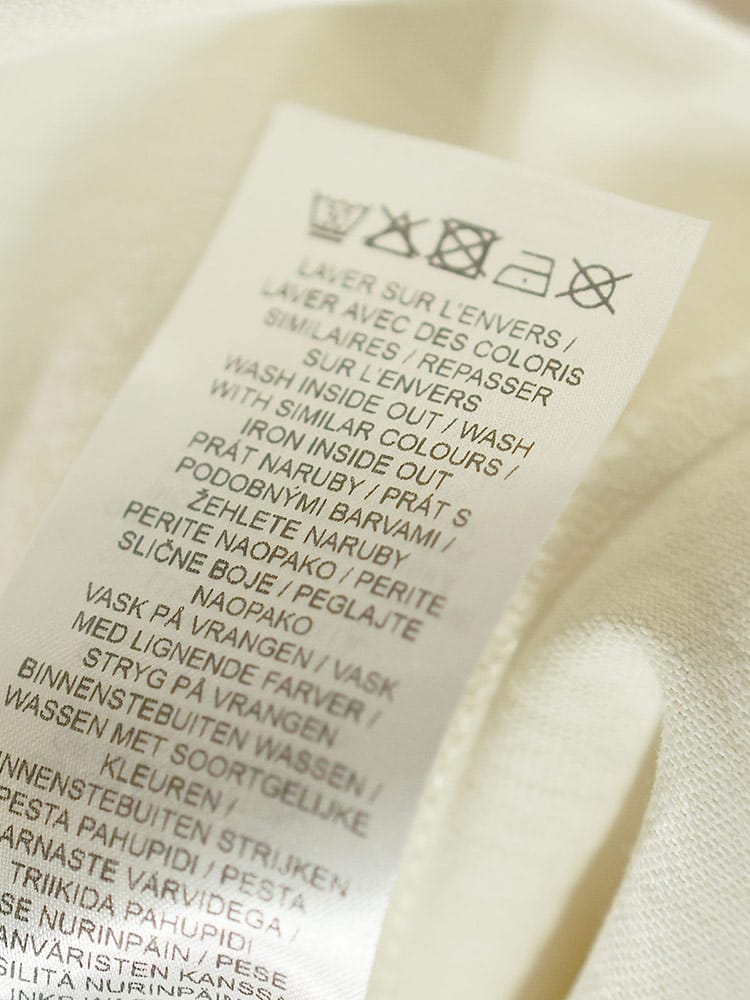 LAVER SUR L'ENVERS /
LAVER AVEC DES COLORIS
SIMILAIRES / REPASSER
SUR L'ENVERS
WASH INSIDE OUT / WASH
WITH SIMILAR COLOURS /
IRON INSIDE OUT
PRÁT NARUBY / PRÁT S
PODOBNÝMI BARVAMI /
ŽEHLETE NARUBY
PERITE NAOPAKO / PERITE
SLIČNE BOJE / PEGLAJTE
NAOPAKO
VASK PÅ VRANGEN / VASK
MED LIGNENDE FARVER /
STRYG PÅ VRANGEN
BINNENSTEBUITEN WASSEN /
WASSEN MET SOORTGELIJKE
KLEUREN /
NNENSTEBUITEN STRIJKEN
PESTA PAHUPIDI / PESTA
ARNASTE VÄRVIDEGA /
TRIIKIDA PAHUPIDI
SE NURINPÄIN / PESE
ANVÄRISTEN KANSSA
SILITÄ NURINPÄIN